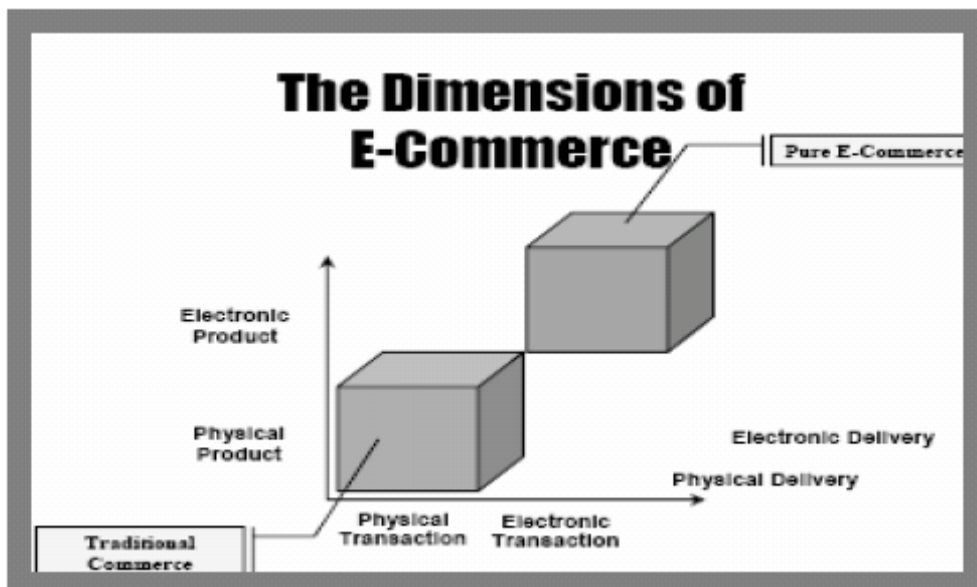 The Dimensions of
E-Commerce
Pure E-Commerce
Electronic
Product
Physical
Product
Electronic Delivery
Physical Delivery
Physical
Transaction
Electronic
Transaction
Traditional
Commerce